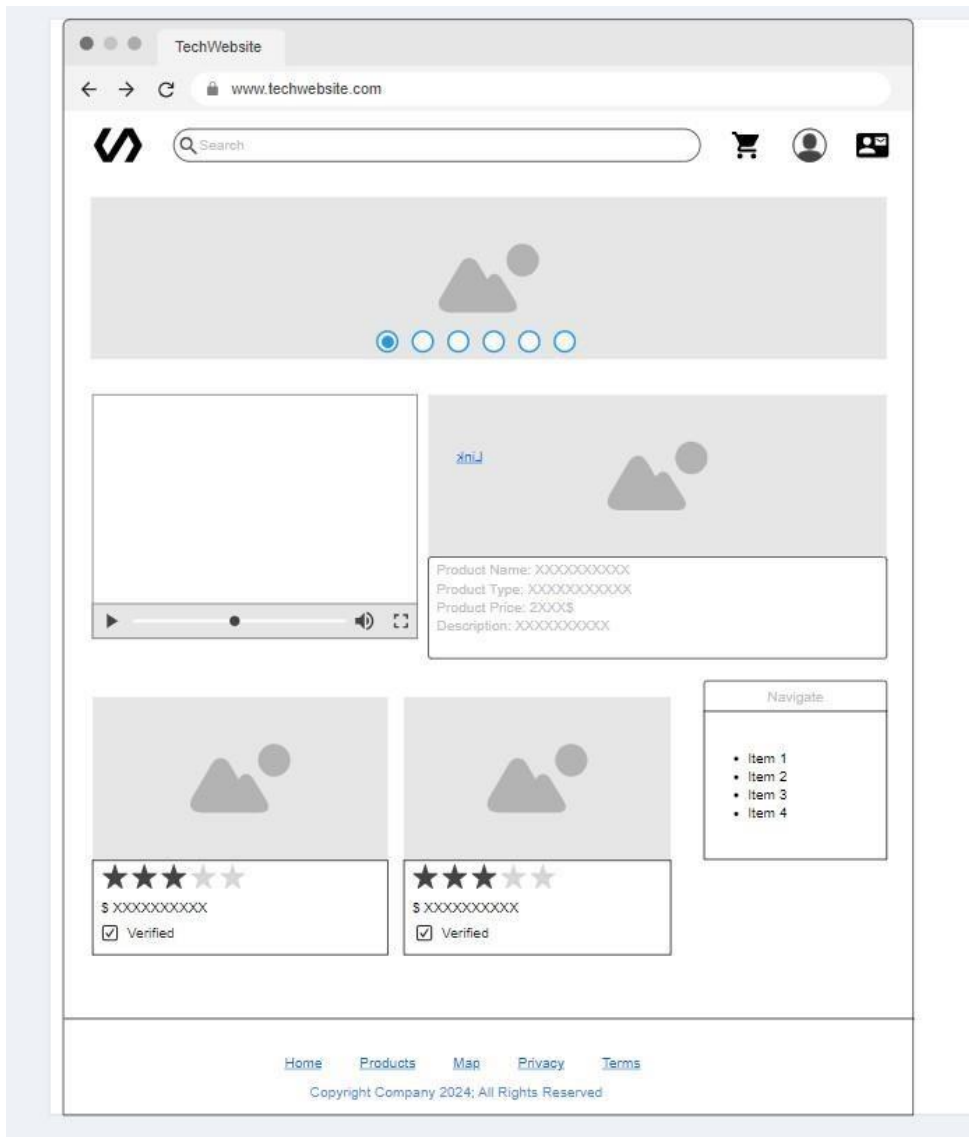 TechWebsite
www.techwebsite.com
Search
Link
Product Name: XXXXXXXXXX
Product Type: XXXXXXXXXXX
Product Price: 2XXX$
Description: XXXXXXXXXX
Navigate
• Item 1
• Item 2
• Item 3
• Item 4
$ XXXXXXXXXX
Verified
$ XXXXXXXXXX
Verified
Home Products Map Privacy Terms
Copyright Company 2024; All Rights Reserved